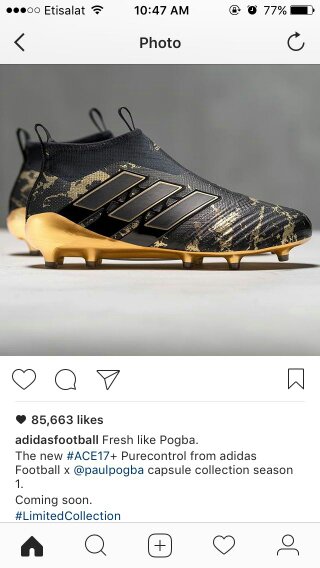 Etisalat 10:47 AM 77%
Photo
85,663 likes
adidasfootball Fresh like Pogba.
The new #ACE17+ Purecontrol from adidas
Football x @paulpogba capsule collection season
1.
Coming soon.
#LimitedCollection